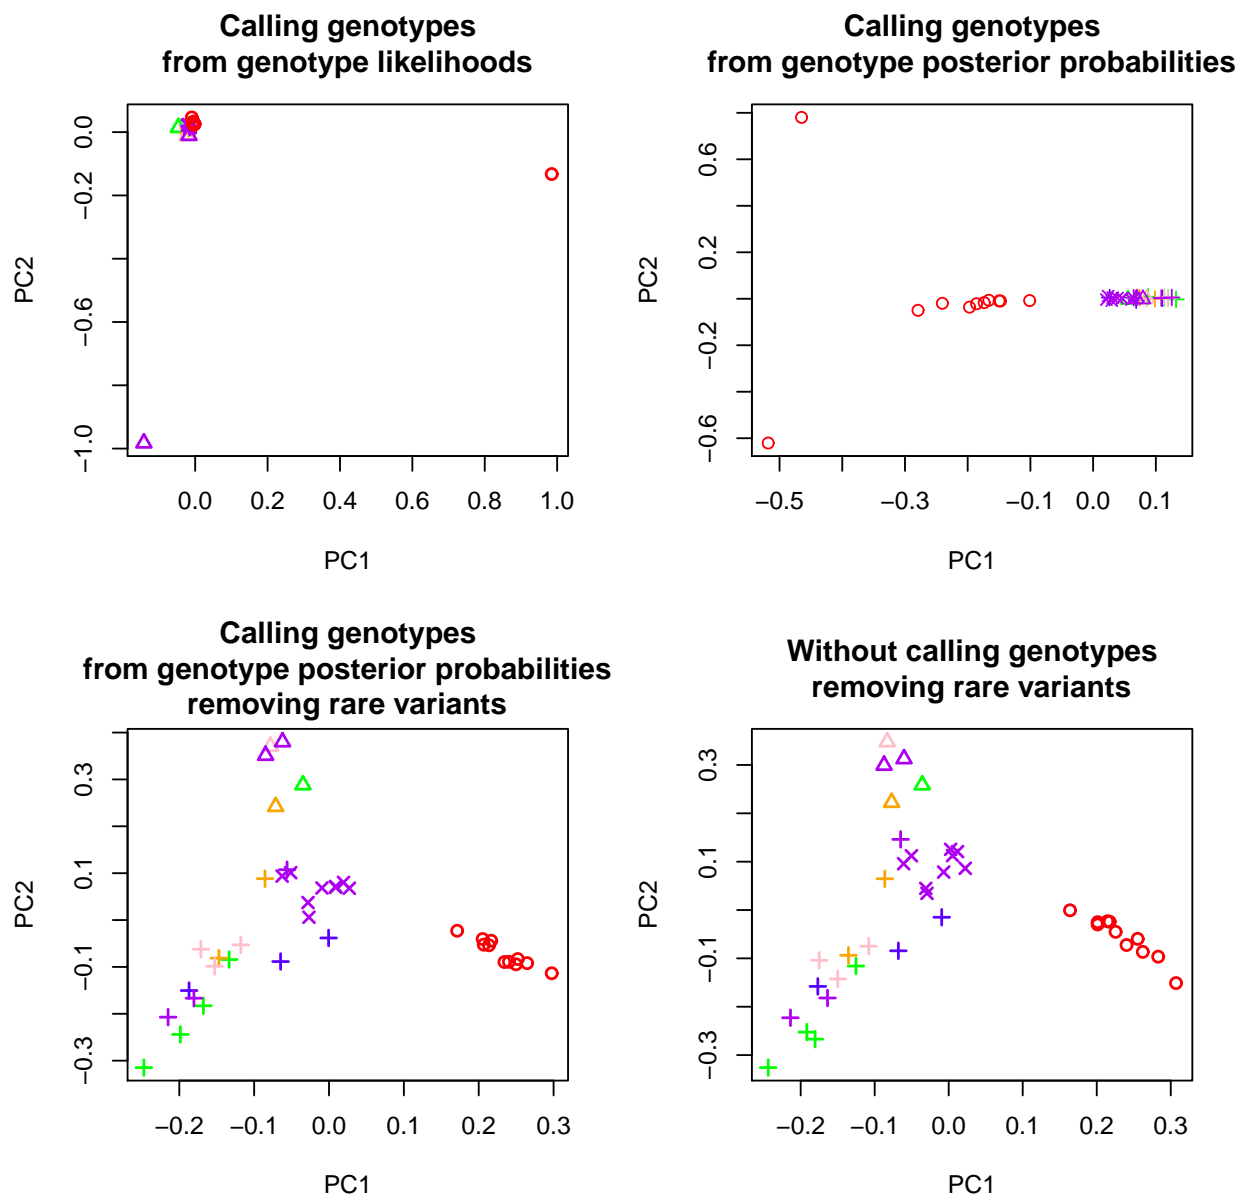 Calling genotypes
from genotype likelihoods
PC2
0.0
−0.2
−0.6
−1.0
0.0 0.2 0.4 0.6 0.8 1.0
PC1
Calling genotypes
from genotype posterior probabilities
PC2
0.6
0.2
−0.2
−0.6
−0.5 −0.3 −0.1 0.0 0.1
PC1
Calling genotypes
from genotype posterior probabilities
removing rare variants
PC2
0.3
0.1
−0.1
−0.3
−0.2 −0.1 0.0 0.1 0.2 0.3
PC1
Without calling genotypes
removing rare variants
PC2
0.3
0.1
−0.1
−0.3
−0.2 −0.1 0.0 0.1 0.2 0.3
PC1